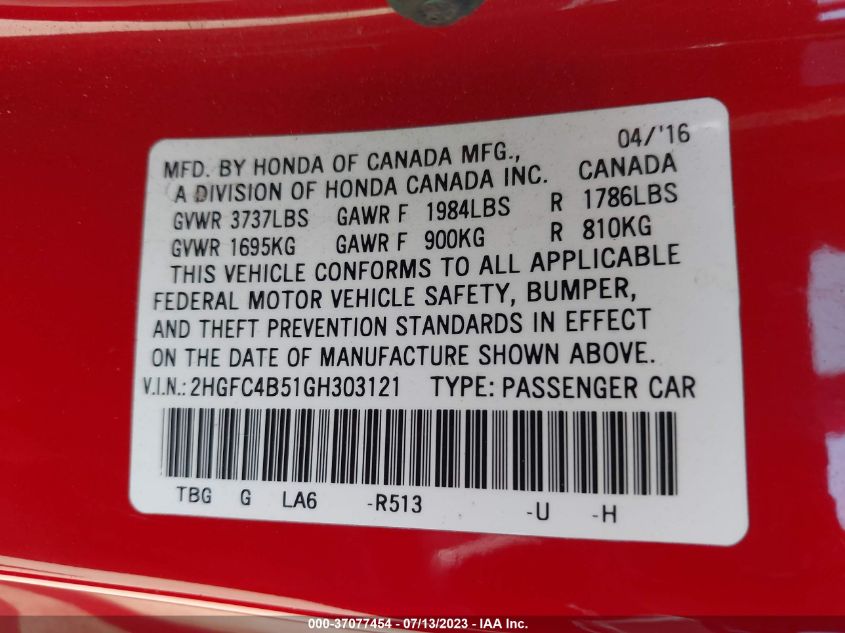 04/'16
MFD. BY HONDA OF CANADA MFG.,
A DIVISION OF HONDA CANADA INC. CANADA
GVWR 3737LBS GAWR F 1984LBS R 1786LBS
GVWR 1695KG GAWR F 900KG R 810KG
THIS VEHICLE CONFORMS TO ALL APPLICABLE
FEDERAL MOTOR VEHICLE SAFETY, BUMPER,
AND THEFT PREVENTION STANDARDS IN EFFECT
ON THE DATE OF MANUFACTURE SHOWN ABOVE.
V.I.N.: 2HGFC4B51GH303121 TYPE: PASSENGER CAR
TBG G LA6 -R513 -U -H
000-37077454 - 07/13/2023 - IAA Inc.